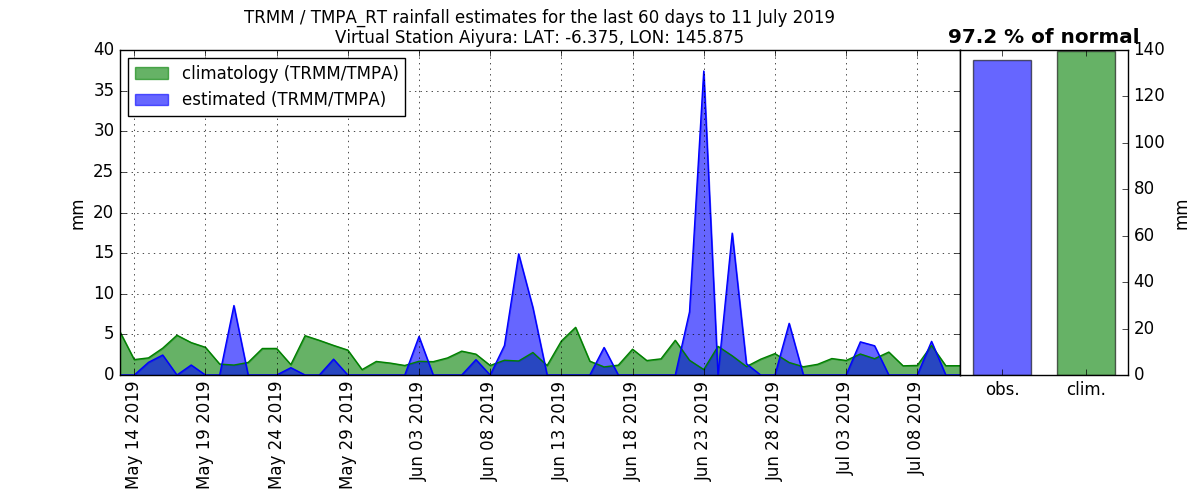 TRMM / TMPA_RT rainfall estimates for the last 60 days to 11 July 2019
Virtual Station Aiyura: LAT: -6.375, LON: 145.875
97.2 % of normal
climatology (TRMM/TMPA)
estimated (TRMM/TMPA)
mm
40
35
30
25
20
15
10
5
0
May 14 2019
May 19 2019
May 24 2019
May 29 2019
Jun 03 2019
Jun 08 2019
Jun 13 2019
Jun 18 2019
Jun 23 2019
Jun 28 2019
Jul 03 2019
Jul 08 2019
obs.
clim.
140
120
100
80
60
40
20
0
mm